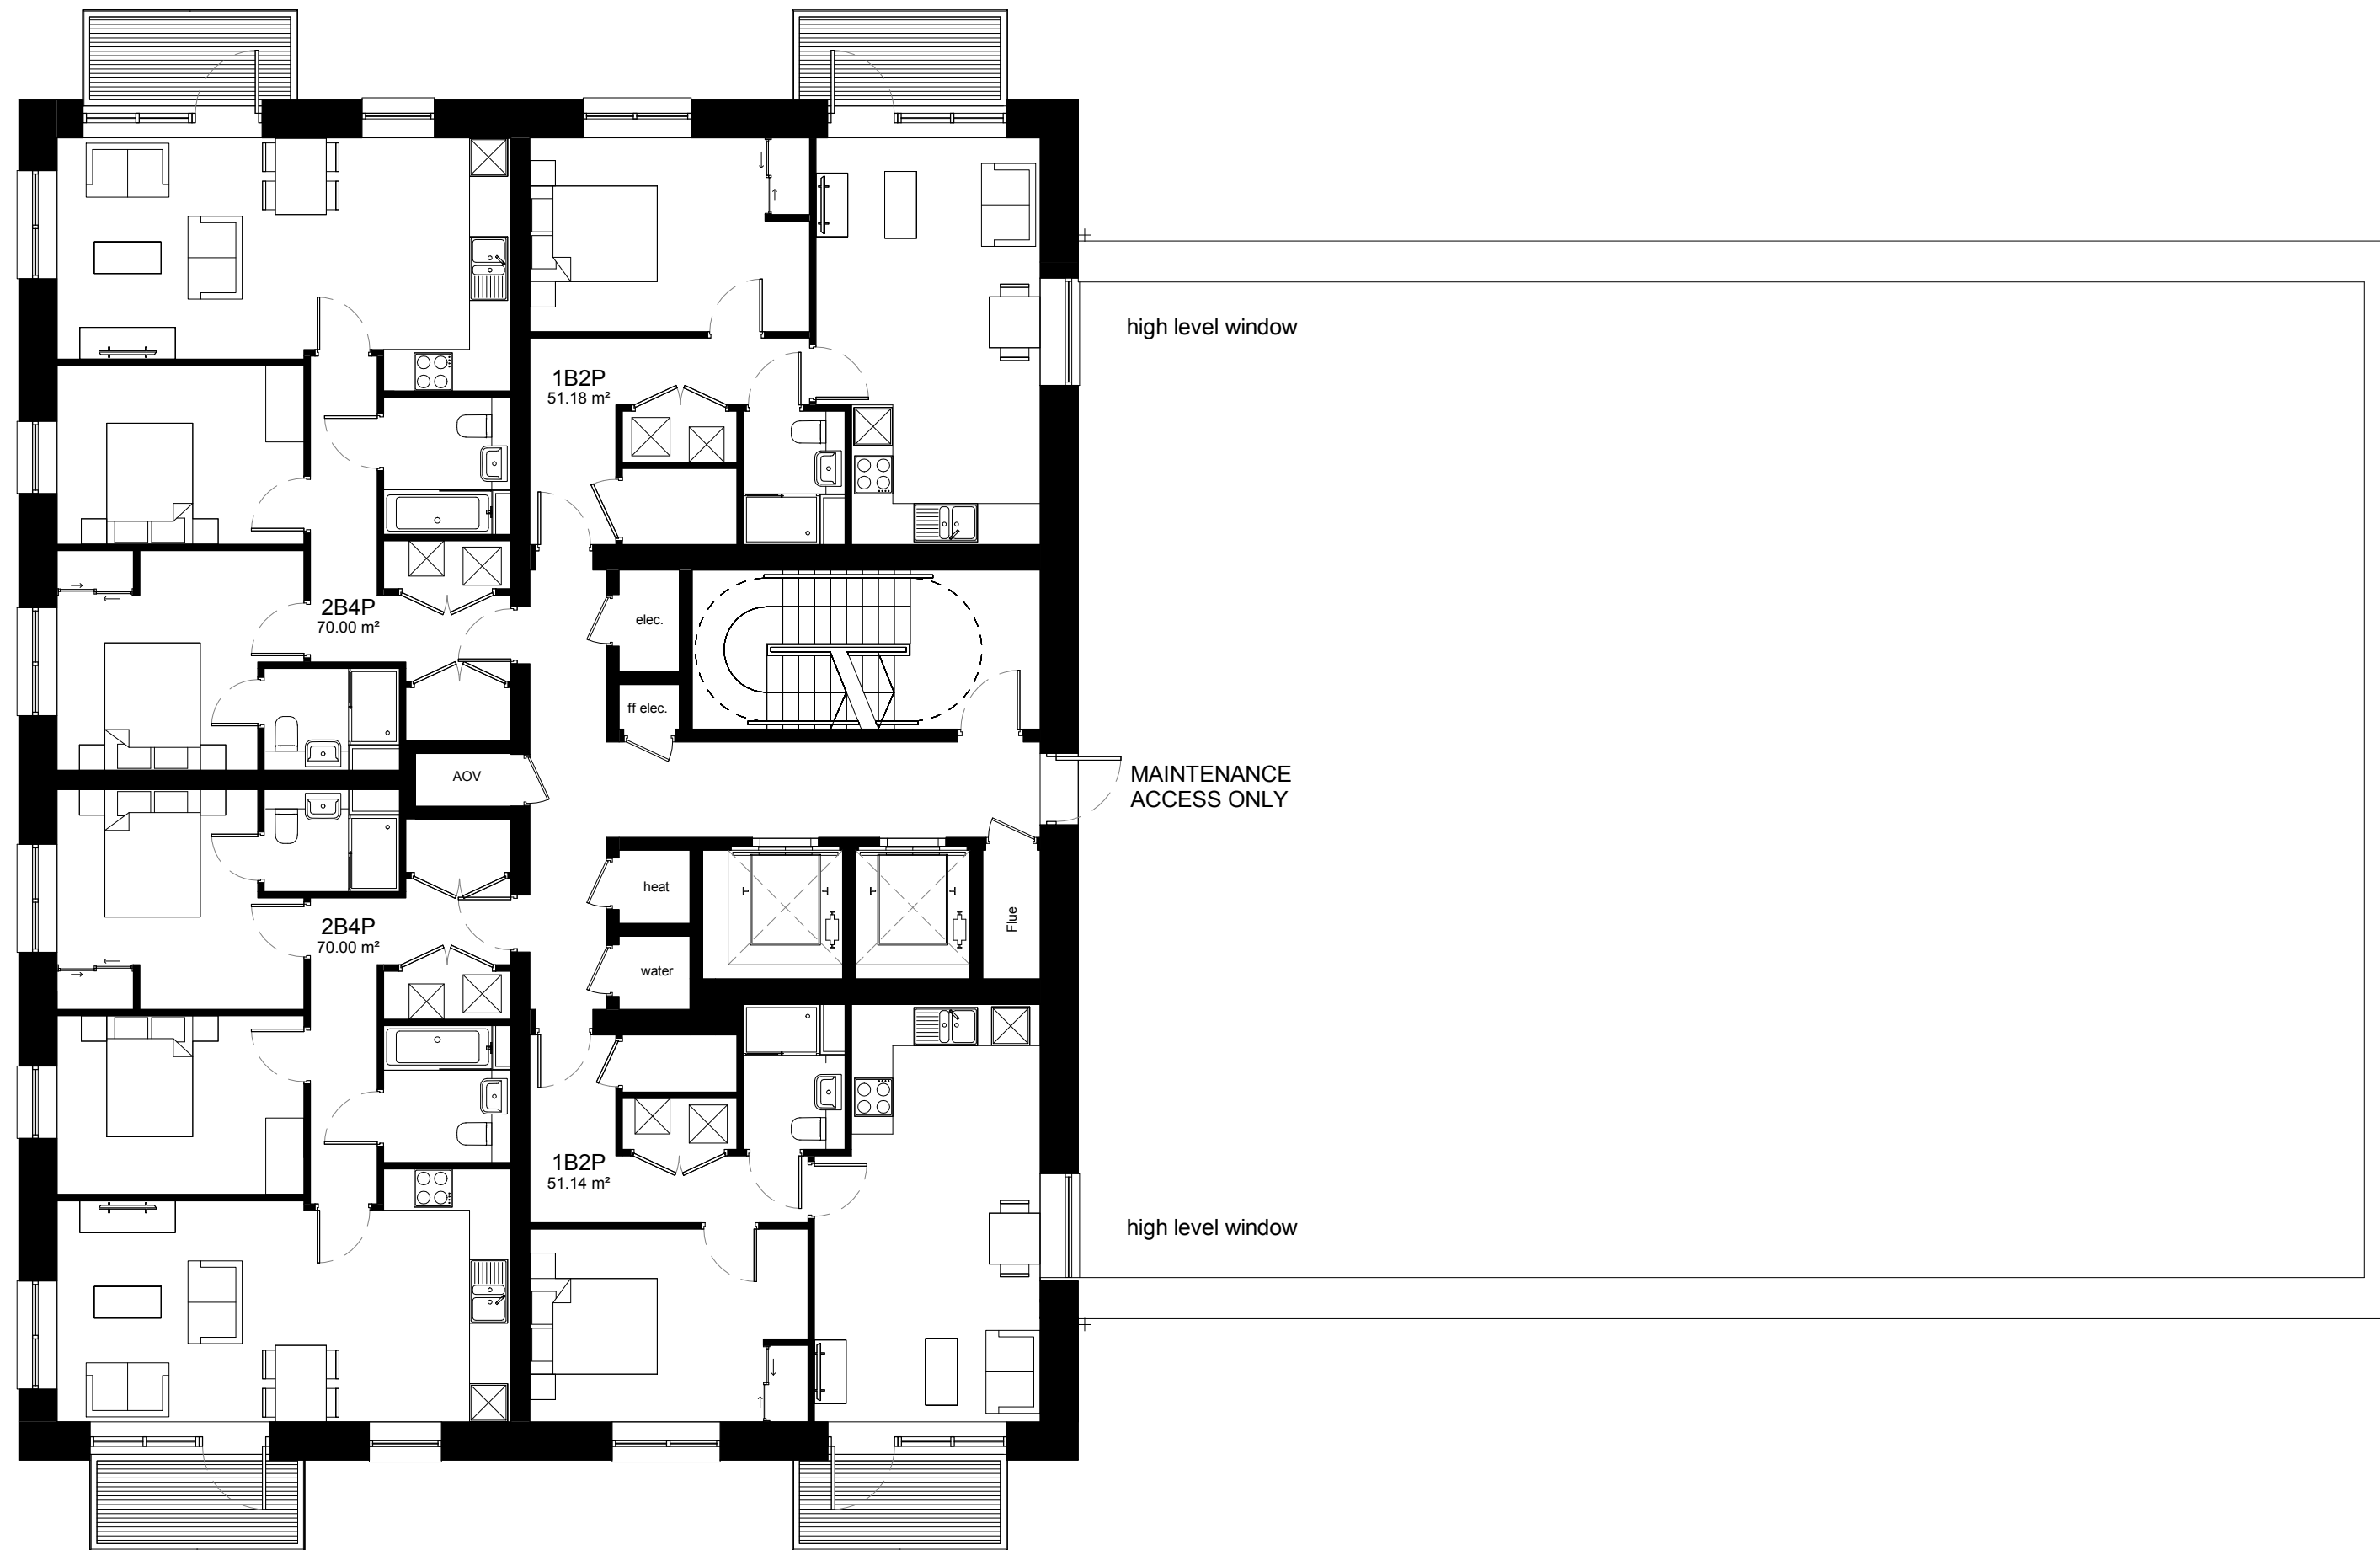 high level window
1B2P
51.18 m²
2B4P
70.00 m²
elec.
ff elec.
AOV
MAINTENANCE
ACCESS ONLY
heat
Flue
2B4P
70.00 m²
water
1B2P
51.14 m²
high level window